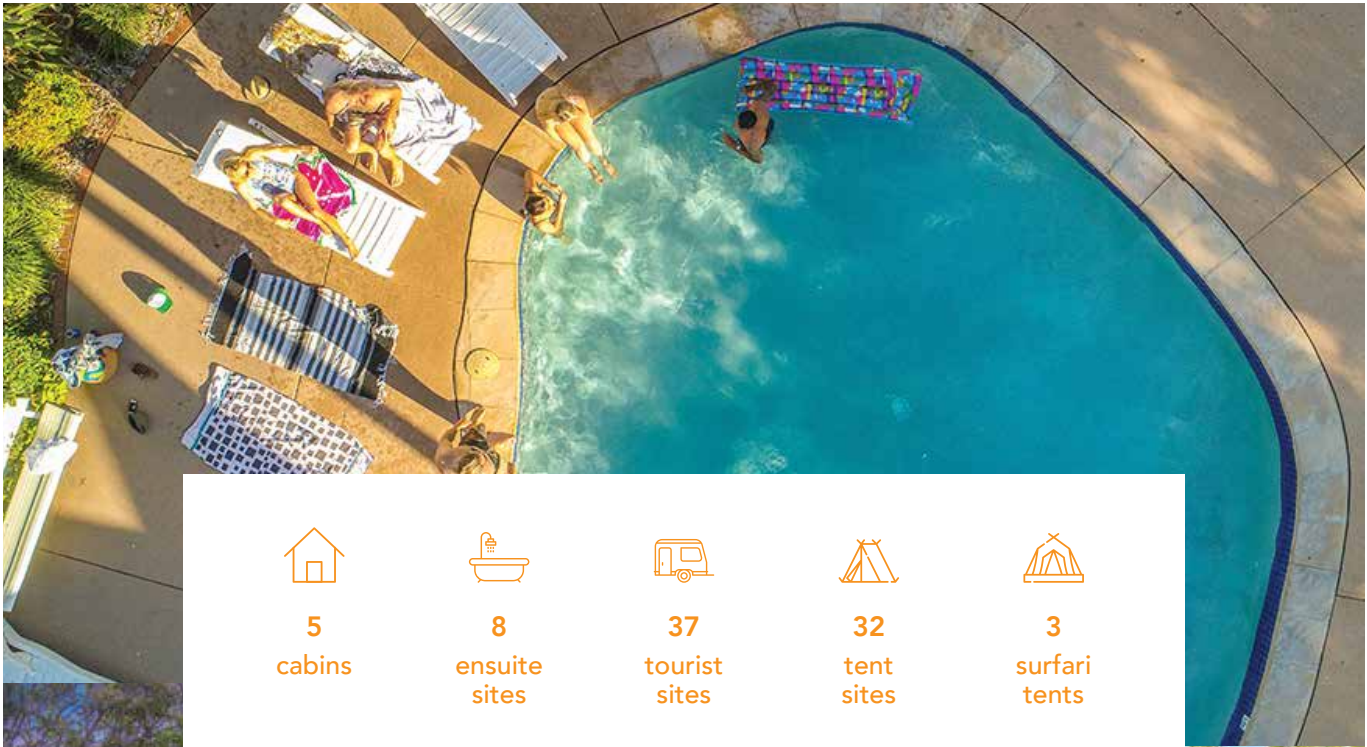 5
cabins
8
ensuite
sites
37
tourist
sites
32
tent
sites
3
surfari
tents